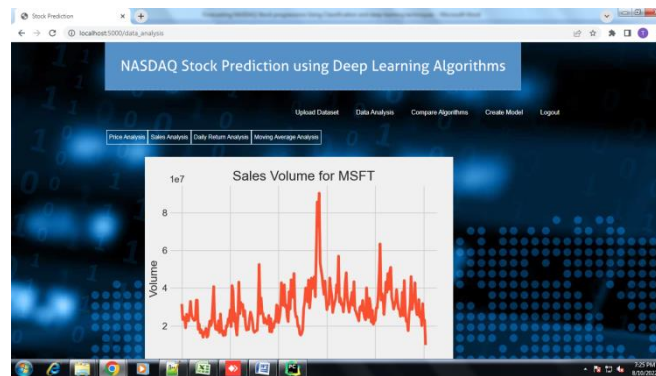 Stock Prediction
localhost:5000/data_analysis
NASDAQ Stock Prediction using Deep Learning Algorithms
Upload Dataset Data Analysis Compare Algorithms Create Model Logout
Price Analysis Sales Analysis Daily Return Analysis Moving Average Analysis
Sales Volume for MSFT
1e7
8
6
4
2
Volume
7:25 PM